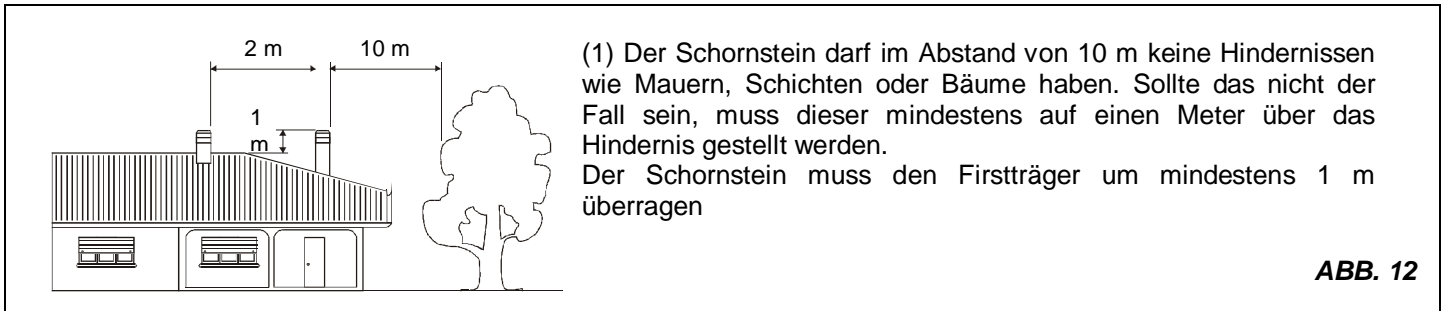 2 m
10 m
1
m
(1) Der Schornstein darf im Abstand von 10 m keine Hindernissen
wie Mauern, Schichten oder Bäume haben. Sollte das nicht der
Fall sein, muss dieser mindestens auf einen Meter über das
Hindernis gestellt werden.
Der Schornstein muss den Firstträger um mindestens 1 m
überragen
ABB. 12